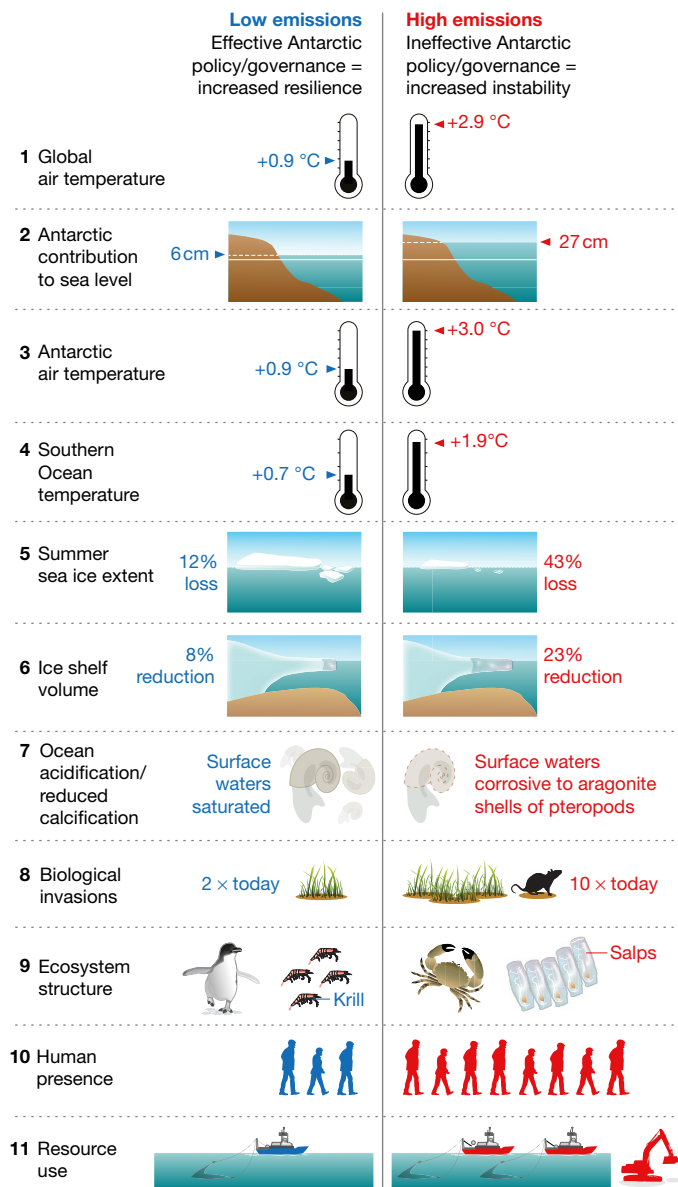 Low emissions
Effective Antarctic
policy/governance =
increased resilience
High emissions
Ineffective Antarctic
policy/governance =
increased instability
1 Global
air temperature
+0.9 °C
+2.9 °C
2 Antarctic
contribution
to sea level
6 cm
27 cm
3 Antarctic
air temperature
+0.9 °C
+3.0 °C
4 Southern
Ocean
temperature
+0.7 °C
+1.9°C
5 Summer
sea ice extent
12%
loss
43%
loss
6 Ice shelf
volume
8%
reduction
23%
reduction
7 Ocean
acidification/
reduced
calcification
Surface
waters
saturated
Surface waters
corrosive to aragonite
shells of pteropods
8 Biological
invasions
2 × today
10 × today
9 Ecosystem
structure
Krill
Salps
10 Human
presence
11 Resource
use